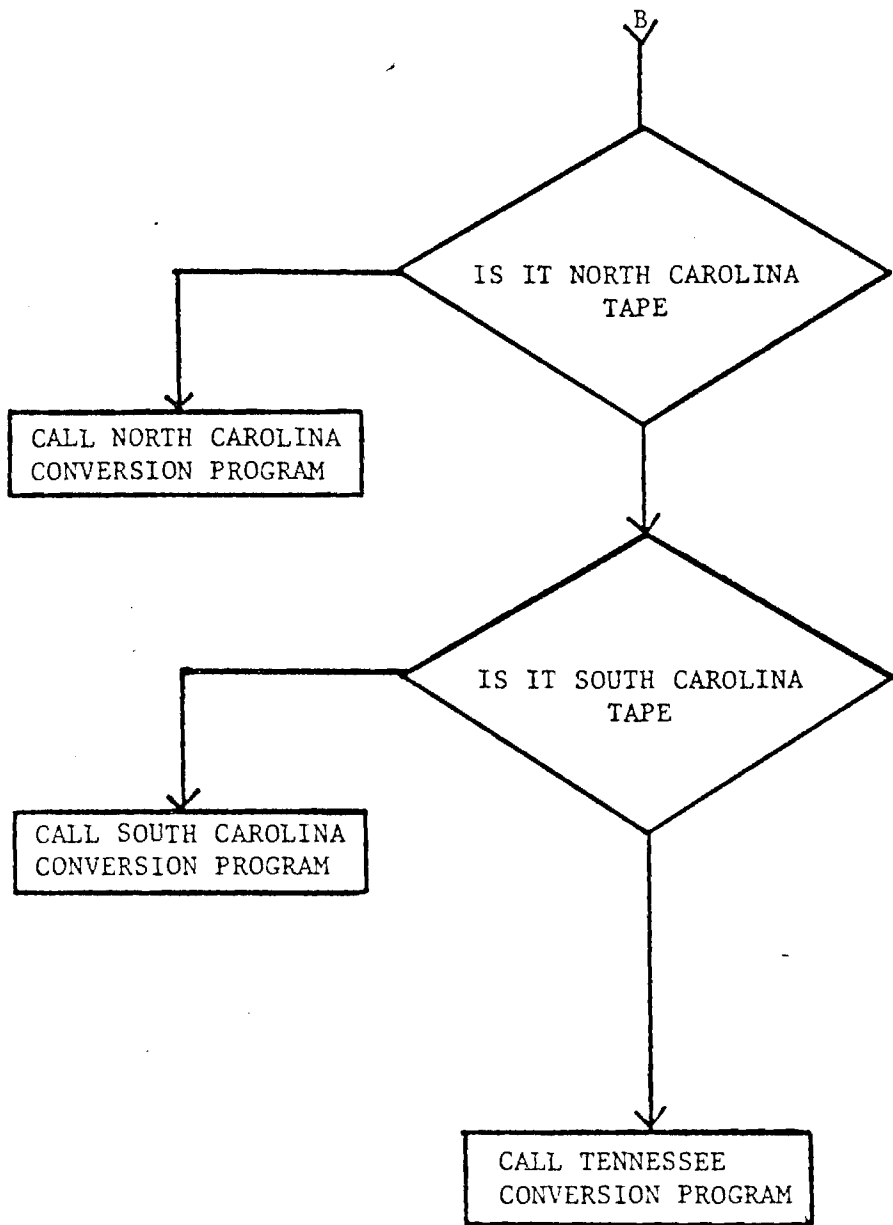 B
IS IT NORTH CAROLINA
TAPE
CALL NORTH CAROLINA
CONVERSION PROGRAM
IS IT SOUTH CAROLINA
TAPE
CALL SOUTH CAROLINA
CONVERSION PROGRAM
CALL TENNESSEE
CONVERSION PROGRAM